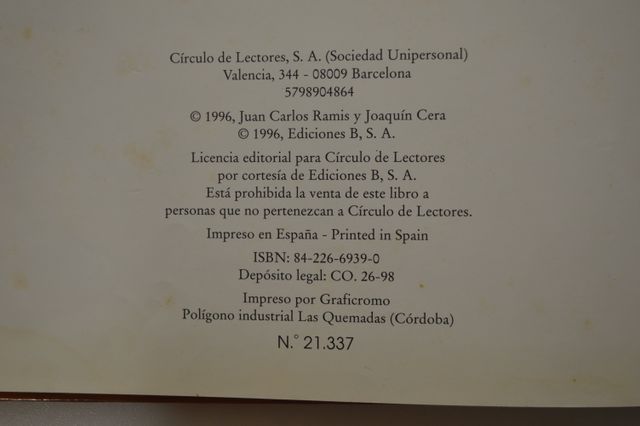 Círculo de Lectores, S. A. (Sociedad Unipersonal)
Valencia, 344 - 08009 Barcelona
5798904864
© 1996, Juan Carlos Ramis y Joaquín Cera
© 1996, Ediciones B, S. A.
Licencia editorial para Círculo de Lectores
por cortesía de Ediciones B, S. A.
Está prohibida la venta de este libro a
personas que no pertenezcan a Círculo de Lectores.
Impreso en España - Printed in Spain
ISBN: 84-226-6939-0
Depósito legal: CO. 26-98
Impreso por Graficromo
Polígono industrial Las Quemadas (Córdoba)
N.° 21.337